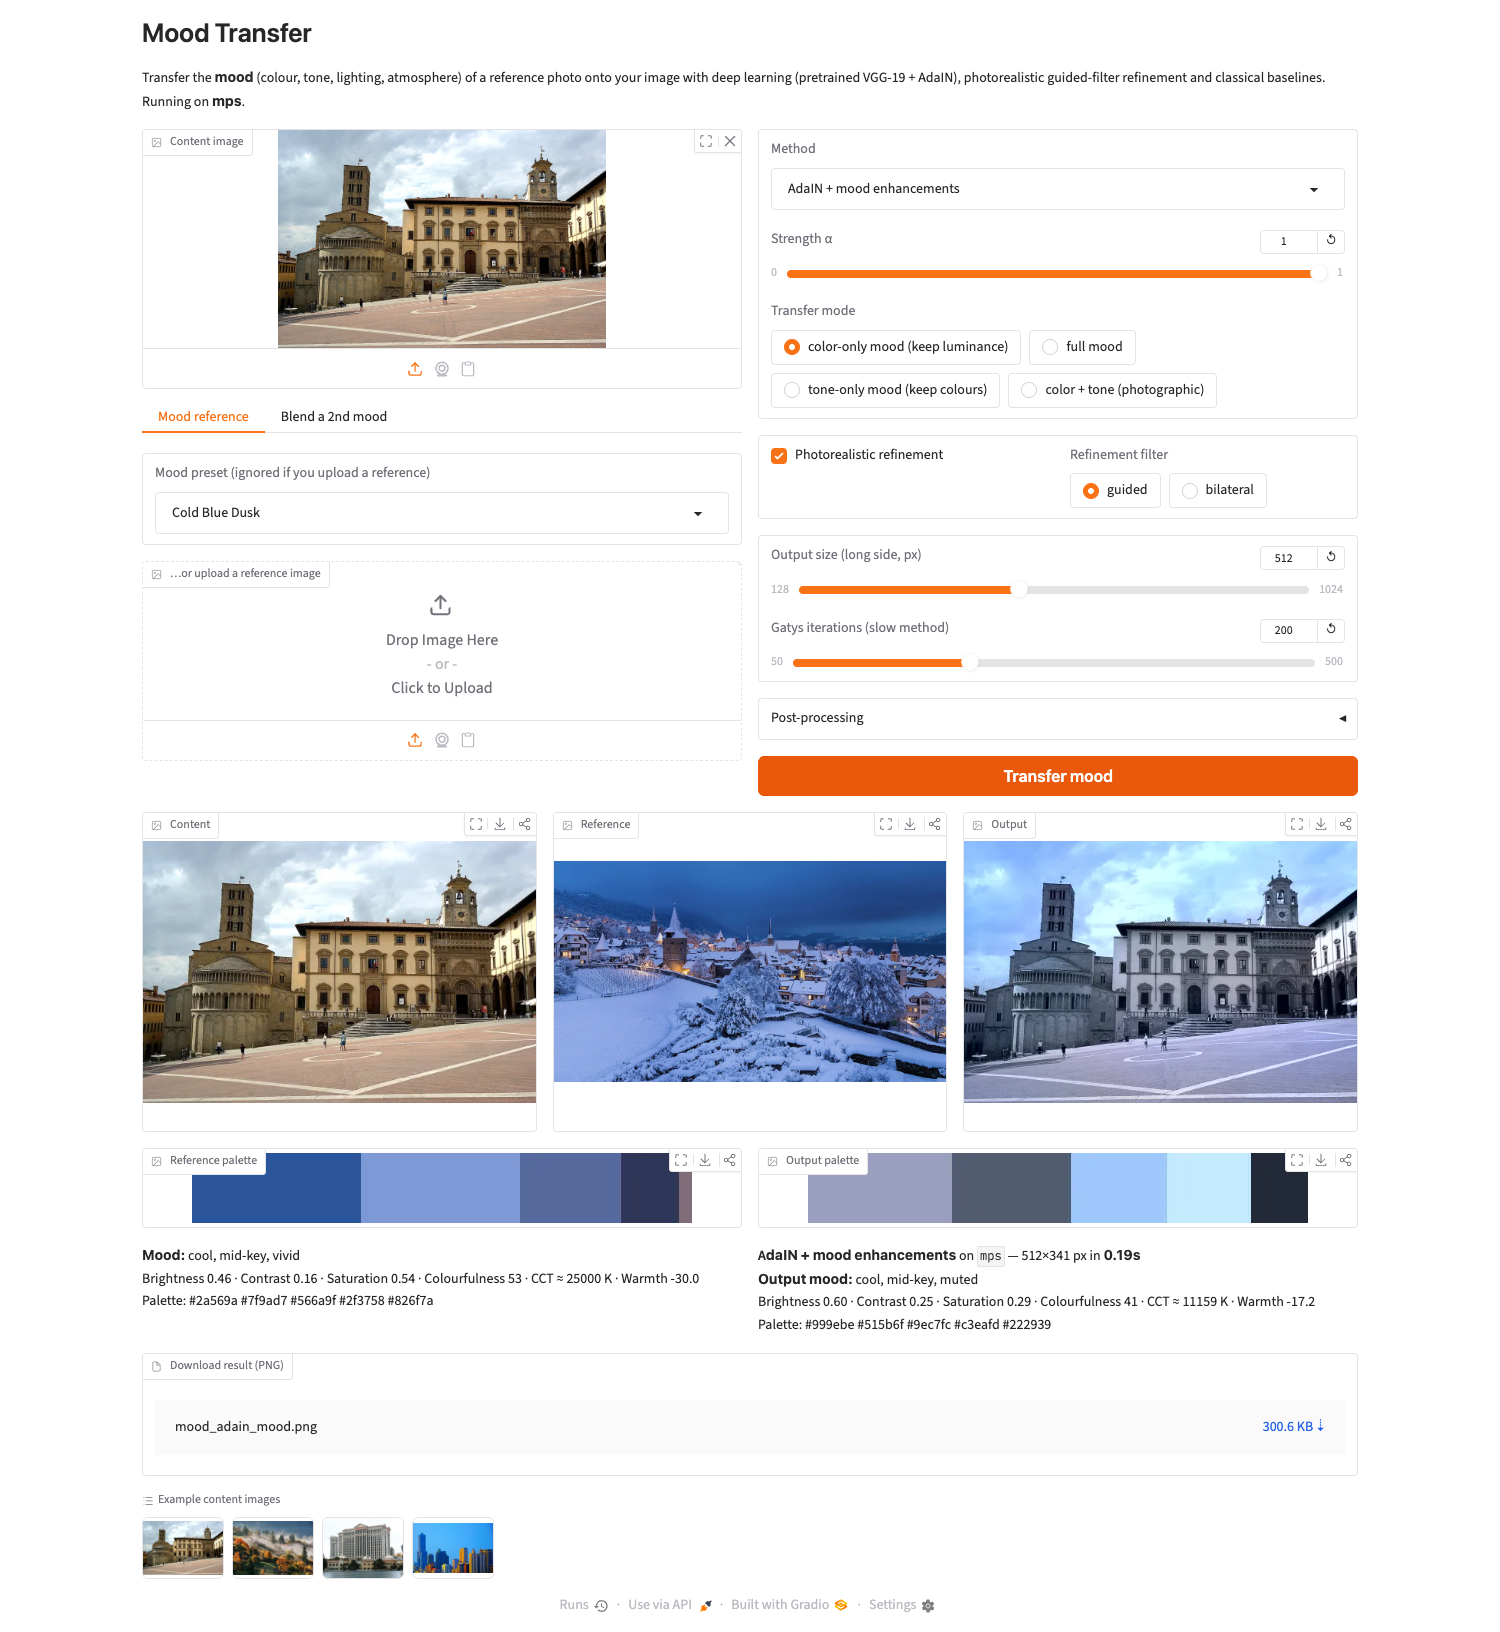 Mood Transfer
Transfer the mood (colour, tone, lighting, atmosphere) of a reference photo onto your image with deep learning (pretrained VGG-19 + AdaIN), photorealistic guided-filter refinement and classical baselines.
Running on mps.
Content image
Mood reference
Blend a 2nd mood
Mood preset (ignored if you upload a reference)
Cold Blue Dusk
...or upload a reference image
Drop Image Here
- or -
Click to Upload
Method
AdaIN + mood enhancements
Strength α
1
0
1
Transfer mode
color-only mood (keep luminance)
full mood
tone-only mood (keep colours)
color + tone (photographic)
Photorealistic refinement
Refinement filter
guided
bilateral
Output size (long side, px)
512
128
1024
Gatys iterations (slow method)
200
50
500
Post-processing
Transfer mood
Content
Reference
Output
Reference palette
Output palette
Mood: cool, mid-key, vivid
Brightness 0.46 · Contrast 0.16 · Saturation 0.54 · Colourfulness 53 · CCT ≈ 25000 K · Warmth -30.0
Palette: #2a569a #7f9ad7 #566a9f #2f3758 #826f7a
AdaIN + mood enhancements on mps — 512×341 px in 0.19s
Output mood: cool, mid-key, muted
Brightness 0.60 · Contrast 0.25 · Saturation 0.29 · Colourfulness 41 · CCT ≈ 11159 K · Warmth -17.2
Palette: #999ebe #515b6f #9ec7fc #c3eafd #222939
Download result (PNG)
mood_adain_mood.png
300.6 KB ⇣
Example content images
Runs · Use via API · Built with Gradio · Settings